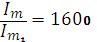 I_m / I_{m_1} = 1600